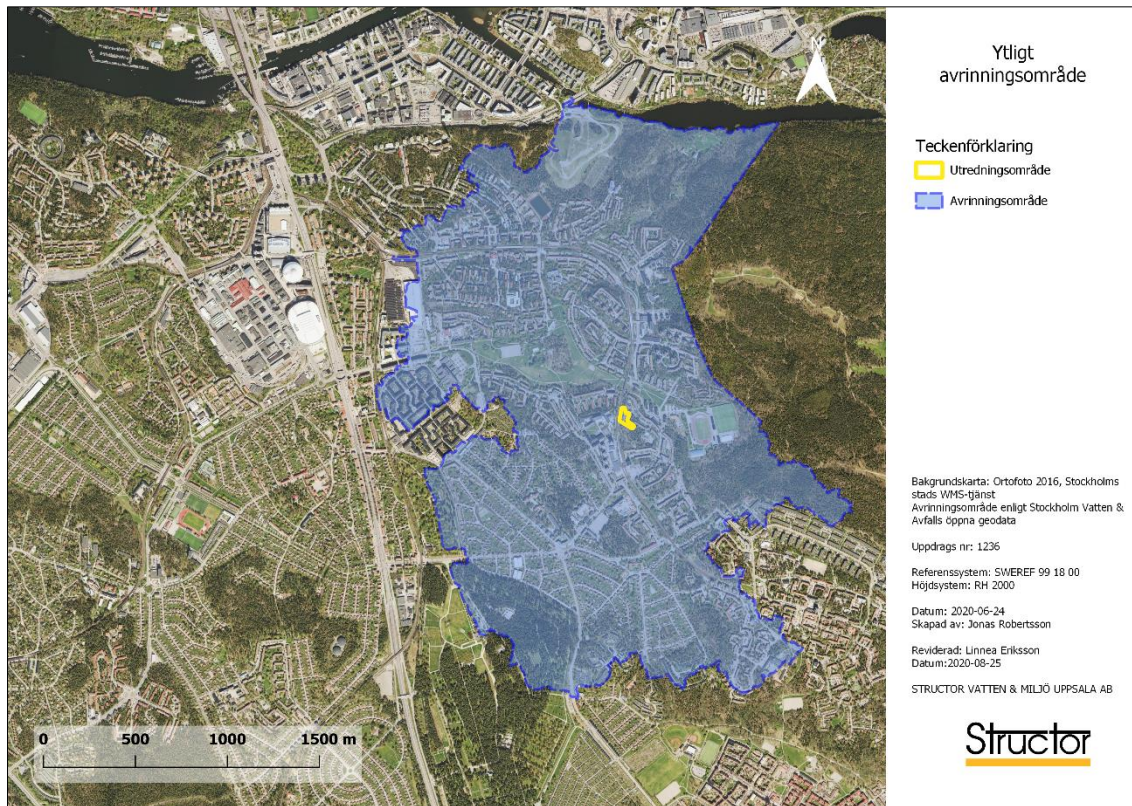 Ytligt
avrinningsområde
Teckenförklaring
Utredningsområde
Avrinningsområde
Bakgrundskarta: Ortofoto 2016, Stockholms
stads WMS-tjänst
Avrinningsområde enligt Stockholm Vatten &
Avfalls öppna geodata
Uppdrags nr: 1236
Referenssystem: SWEREF 99 18 00
Höjdsystem: RH 2000
Datum: 2020-06-24
Skapad av: Jonas Robertsson
Reviderad: Linnea Eriksson
Datum:2020-08-25
STRUCTOR VATTEN & MILJÖ UPPSALA AB
Structor
0 500 1000 1500 m